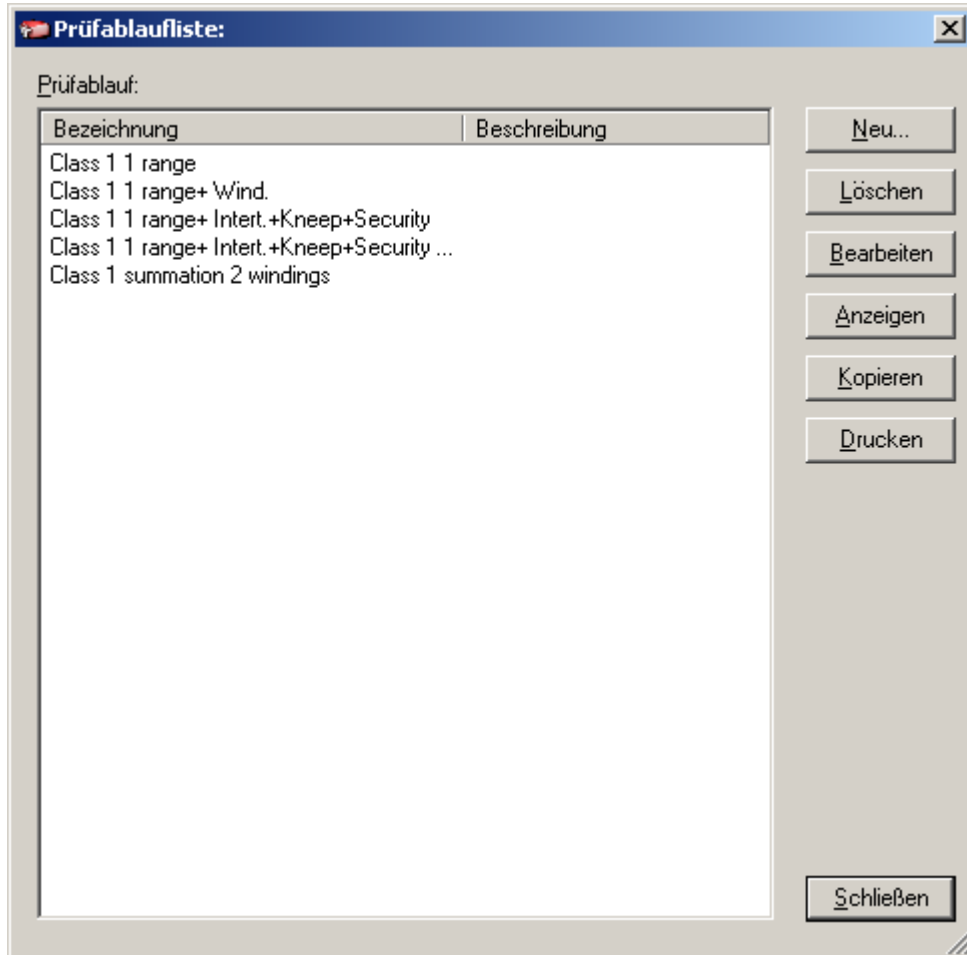 Prüfablaufliste:
Prüfablauf:
Bezeichnung Beschreibung
Class 1 1 range
Class 1 1 range+ Wind.
Class 1 1 range+ Intert.+Kneep+Security
Class 1 1 range+ Intert.+Kneep+Security ...
Class 1 summation 2 windings
Neu...
Löschen
Bearbeiten
Anzeigen
Kopieren
Drucken
Schließen